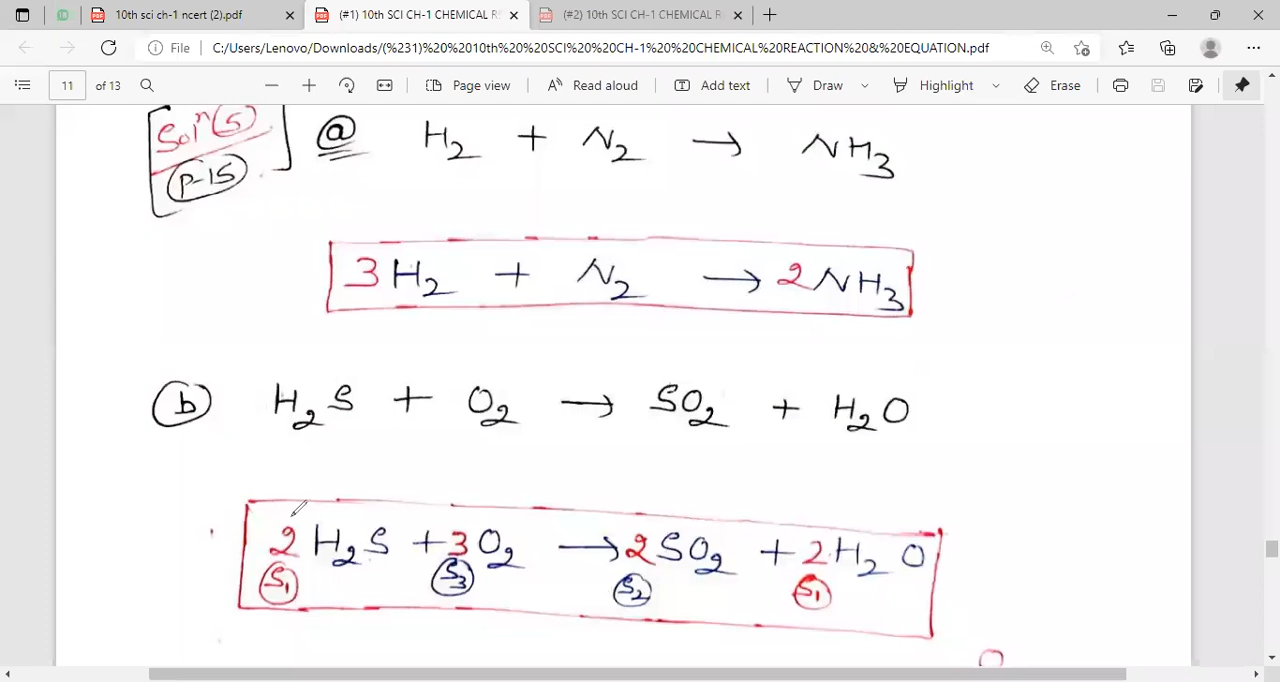 10th sci ch-1 ncert (2).pdf (#1) 10th SCI CH-1 CHEMICAL R (#2) 10th SCI CH-1 CHEMICAL R
File C:/Users/Lenovo/Downloads/(%231)%20%2010th%20%20SCI%20%20CH-1%20%20CHEMICAL%20REACTION%20&%20EQUATION.pdf
11 of 13 Page view Read aloud Add text Draw Highlight Erase
Solⁿ(5) @ H₂ + N₂ → NH₃
P-15
3H₂ + N₂ → 2NH₃
b H₂S + O₂ → SO₂ + H₂O
2H₂S + 3O₂ → 2SO₂ + 2H₂O
S₁ S₃ S₂ S₁